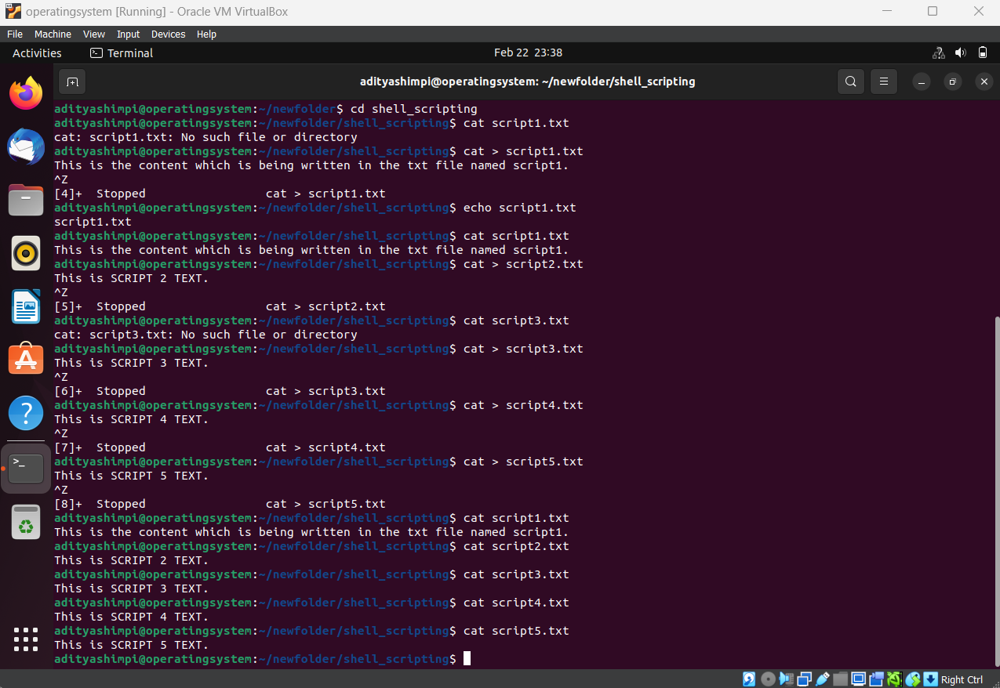 operatingsystem [Running] - Oracle VM VirtualBox
File Machine View Input Devices Help
Activities Terminal Feb 22 23:38
adityashimpi@operatingsystem: ~/newfolder/shell_scripting
adityashimpi@operatingsystem:~/newfolder$ cd shell_scripting
adityashimpi@operatingsystem:~/newfolder/shell_scripting$ cat script1.txt
cat: script1.txt: No such file or directory
adityashimpi@operatingsystem:~/newfolder/shell_scripting$ cat > script1.txt
This is the content which is being written in the txt file named script1.
^Z
[4]+  Stopped                 cat > script1.txt
adityashimpi@operatingsystem:~/newfolder/shell_scripting$ echo script1.txt
script1.txt
adityashimpi@operatingsystem:~/newfolder/shell_scripting$ cat script1.txt
This is the content which is being written in the txt file named script1.
adityashimpi@operatingsystem:~/newfolder/shell_scripting$ cat > script2.txt
This is SCRIPT 2 TEXT.
^Z
[5]+  Stopped                 cat > script2.txt
adityashimpi@operatingsystem:~/newfolder/shell_scripting$ cat script3.txt
cat: script3.txt: No such file or directory
adityashimpi@operatingsystem:~/newfolder/shell_scripting$ cat > script3.txt
This is SCRIPT 3 TEXT.
^Z
[6]+  Stopped                 cat > script3.txt
adityashimpi@operatingsystem:~/newfolder/shell_scripting$ cat > script4.txt
This is SCRIPT 4 TEXT.
^Z
[7]+  Stopped                 cat > script4.txt
adityashimpi@operatingsystem:~/newfolder/shell_scripting$ cat > script5.txt
This is SCRIPT 5 TEXT.
^Z
[8]+  Stopped                 cat > script5.txt
adityashimpi@operatingsystem:~/newfolder/shell_scripting$ cat script1.txt
This is the content which is being written in the txt file named script1.
adityashimpi@operatingsystem:~/newfolder/shell_scripting$ cat script2.txt
This is SCRIPT 2 TEXT.
adityashimpi@operatingsystem:~/newfolder/shell_scripting$ cat script3.txt
This is SCRIPT 3 TEXT.
adityashimpi@operatingsystem:~/newfolder/shell_scripting$ cat script4.txt
This is SCRIPT 4 TEXT.
adityashimpi@operatingsystem:~/newfolder/shell_scripting$ cat script5.txt
This is SCRIPT 5 TEXT.
adityashimpi@operatingsystem:~/newfolder/shell_scripting$
Right Ctrl